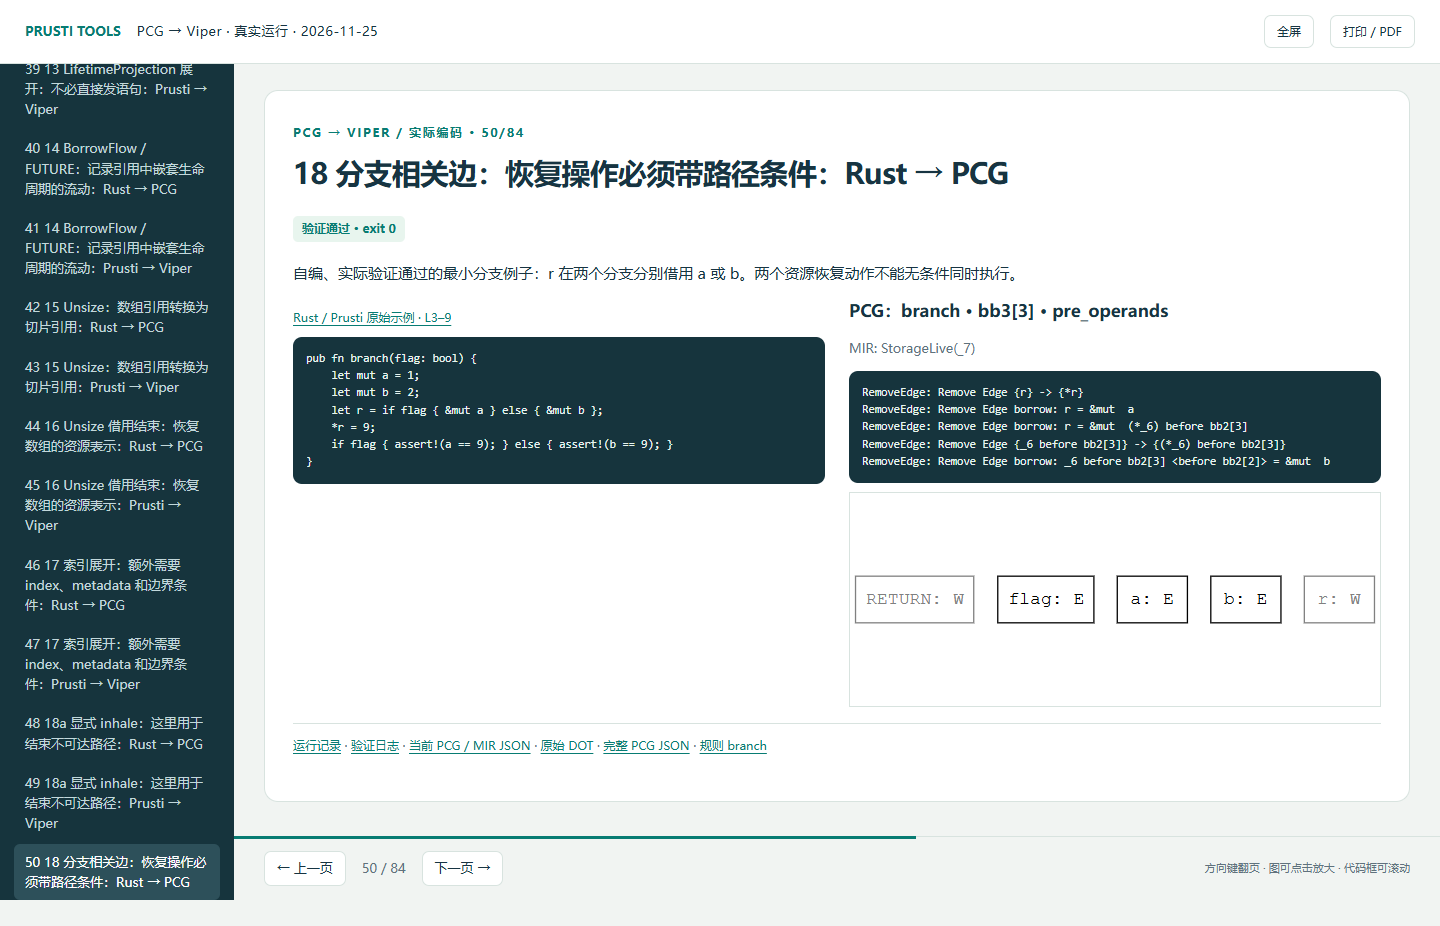 PRUSTI TOOLS PCG → Viper · 真实运行 · 2026-11-25
全屏
打印 / PDF
39 13 LifetimeProjection 展
开：不必直接发语句：Prusti →
Viper
40 14 BorrowFlow /
FUTURE：记录引用中嵌套生命
周期的流动：Rust → PCG
41 14 BorrowFlow /
FUTURE：记录引用中嵌套生命
周期的流动：Prusti → Viper
42 15 Unsize：数组引用转换为
切片引用：Rust → PCG
43 15 Unsize：数组引用转换为
切片引用：Prusti → Viper
44 16 Unsize 借用结束：恢复
数组的资源表示：Rust → PCG
45 16 Unsize 借用结束：恢复
数组的资源表示：Prusti →
Viper
46 17 索引展开：额外需要
index、metadata 和边界条
件：Rust → PCG
47 17 索引展开：额外需要
index、metadata 和边界条
件：Prusti → Viper
48 18a 显式 inhale：这里用于
结束不可达路径：Rust → PCG
49 18a 显式 inhale：这里用于
结束不可达路径：Prusti →
Viper
50 18 分支相关边：恢复操作必
须带路径条件：Rust → PCG
PCG → VIPER / 实际编码 • 50/84
18 分支相关边：恢复操作必须带路径条件：Rust → PCG
验证通过 • exit 0
自编、实际验证通过的最小分支例子：r 在两个分支分别借用 a 或 b。两个资源恢复动作不能无条件同时执行。
Rust / Prusti 原始示例 · L3–9
pub fn branch(flag: bool) {
    let mut a = 1;
    let mut b = 2;
    let r = if flag { &mut a } else { &mut b };
    *r = 9;
    if flag { assert!(a == 9); } else { assert!(b == 9); }
}
PCG：branch • bb3[3] • pre_operands
MIR: StorageLive(_7)
RemoveEdge: Remove Edge {r} -> {*r}
RemoveEdge: Remove Edge borrow: r = &mut  a
RemoveEdge: Remove Edge borrow: r = &mut  (*_6) before bb2[3]
RemoveEdge: Remove Edge {_6 before bb2[3]} -> {(*_6) before bb2[3]}
RemoveEdge: Remove Edge borrow: _6 before bb2[3] <before bb2[2]> = &mut  b
RETURN: W
flag: E
a: E
b: E
r: W
运行记录 · 验证日志 · 当前 PCG / MIR JSON · 原始 DOT · 完整 PCG JSON · 规则 branch
← 上一页
50 / 84
下一页 →
方向键翻页 · 图可点击放大 · 代码框可滚动